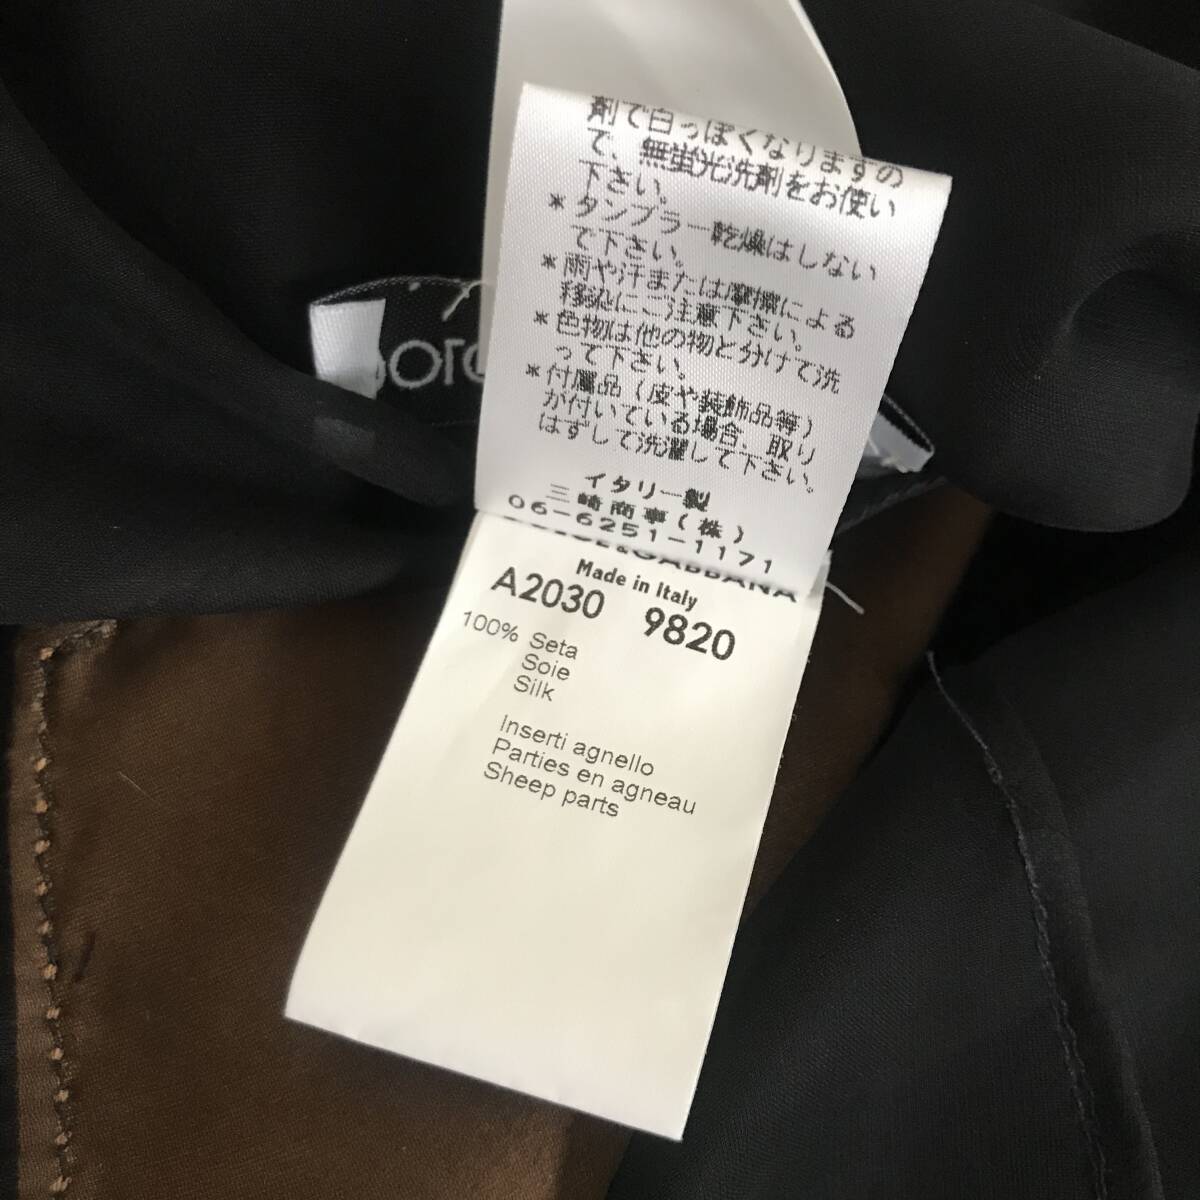 剤で白っぽくなりますの
で、無蛍光洗剤をお使い
下さい。
*タンブラー乾燥はしない
で下さい。
*雨や汗または摩擦による
移染にご注意下さい。
*色物は他の物と分けて洗
って下さい。
*付属品(皮や装飾品等)
が付いている場合、取り
はずして洗濯して下さい。
イタリー製
三崎商事(株)
06-6251-1171
&GABBANA
Made in Italy
A2030 9820
100% Seta
Soie
Silk
Inserti agnello
Parties en agneau
Sheep parts